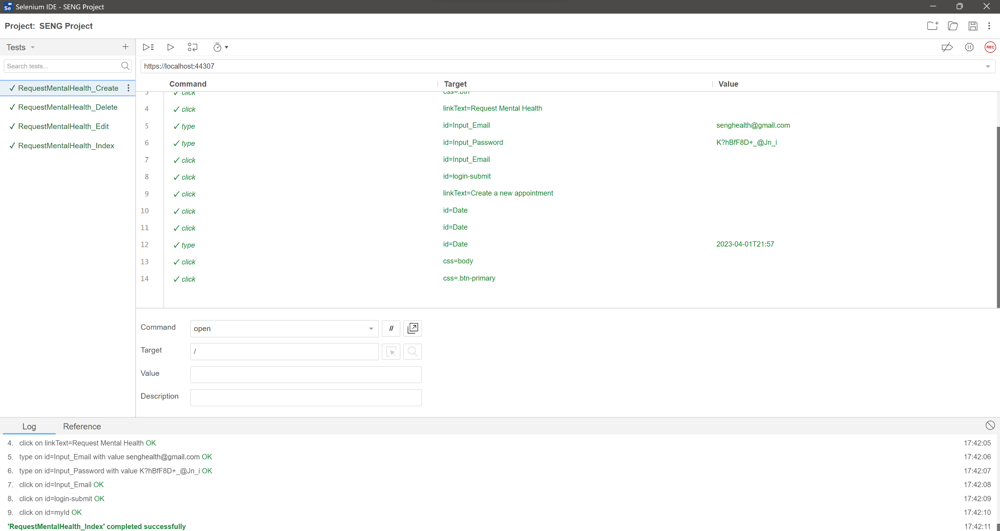 Selenium IDE - SENG Project
Project: SENG Project
Tests
Search tests...
✓ RequestMentalHealth_Create
✓ RequestMentalHealth_Delete
✓ RequestMentalHealth_Edit
✓ RequestMentalHealth_Index
REC
https://localhost:44307
Command Target Value
3 ✓ click css=.btn
4 ✓ click linkText=Request Mental Health
5 ✓ type id=Input_Email senghealth@gmail.com
6 ✓ type id=Input_Password K?hBfF8D+_@Jn_i
7 ✓ click id=Input_Email
8 ✓ click id=login-submit
9 ✓ click linkText=Create a new appointment
10 ✓ click id=Date
11 ✓ click id=Date
12 ✓ type id=Date 2023-04-01T21:57
13 ✓ click css=body
14 ✓ click css=.btn-primary
Command open //
Target /
Value
Description
Log Reference
4. click on linkText=Request Mental Health OK 17:42:05
5. type on id=Input_Email with value senghealth@gmail.com OK 17:42:06
6. type on id=Input_Password with value K?hBfF8D+_@Jn_i OK 17:42:07
7. click on id=Input_Email OK 17:42:08
8. click on id=login-submit OK 17:42:09
9. click on id=myId OK 17:42:10
'RequestMentalHealth_Index' completed successfully 17:42:11